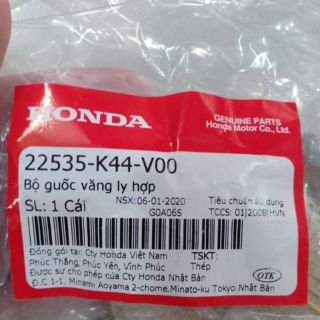 HONDA
GENUINE PARTS
Honda Motor Co., Ltd.
22535-K44-V00
Bộ guốc văng ly hợp
SL: 1 Cái
NSX: 06-01-2020
G0A06S
Tiêu chuẩn áp dụng
TCCS: 01|2008|HVN
Đóng gói tại: Cty Honda Việt Nam
Phúc Thắng, Phúc Yên, Vĩnh Phúc
TSKT:
Thép
Được sự cho phép của Cty Honda Nhật Bản
Đ.C 1-1. Minami Aoyama 2-chome.Minato-ku Tokyo Nhật Bản
QTK